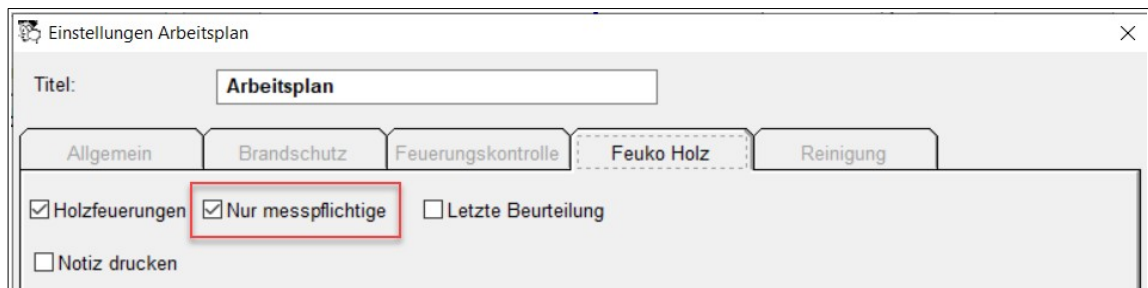 Einstellungen Arbeitsplan
Titel: Arbeitsplan
Allgemein Brandschutz Feuerungskontrolle Feuko Holz Reinigung
Holzfeuerungen Nur messpflichtige Letzte Beurteilung
Notiz drucken